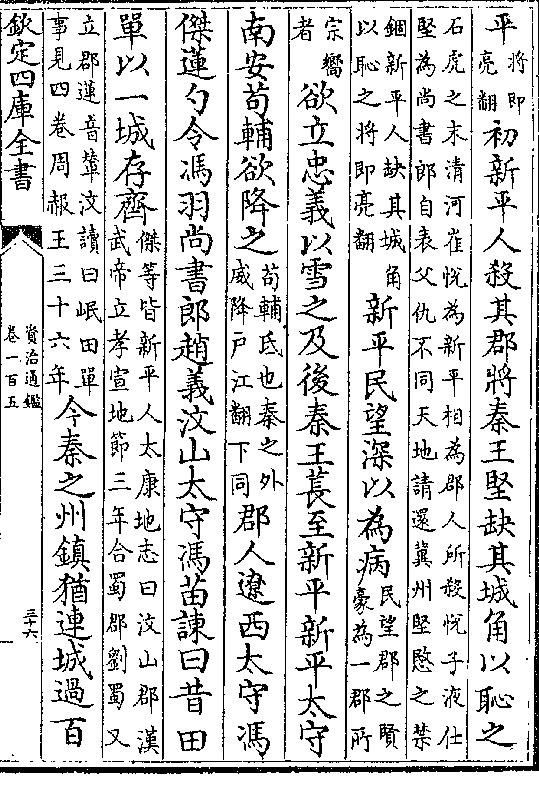 平將即亮翻初新平人殺其郡將秦王堅缺其城角以恥之
石虎之末清河崔悅為新平相為郡人所殺悅子液仕堅為尚書郎自表父仇不同天地請還冀州堅愍之禁
錮新平人缺其城角以恥之將即亮翻新平民望深以為病民望郡之賢豪為一郡所
宗嚮者欲立忠義以雪之及後秦王萇至新平新平太守
南安苟輔欲降之苟輔氐也秦之外戚降戶江翻下同郡人遼西太守馮
傑蓮勺令馮羽尚書郎趙義汶山太守馮苗諫曰昔田
單以一城存齊傑等皆新平人太康地志曰汶山郡漢武帝立孝宣地節三年合蜀郡劉蜀又
立郡蓮音輦汶讀曰岷田單事見四卷周赧王三十六年今秦之州鎮猶連城過百
欽定四庫全書
資治通鑑
卷一百五
三十六